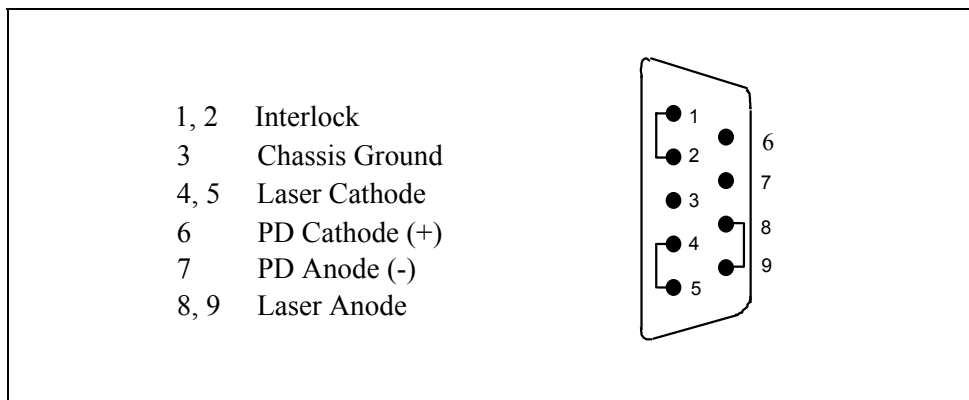 1, 2 Interlock
3 Chassis Ground
4, 5 Laser Cathode
6 PD Cathode (+)
7 PD Anode (-)
8, 9 Laser Anode
1
6
2
7
3
8
4
9
5